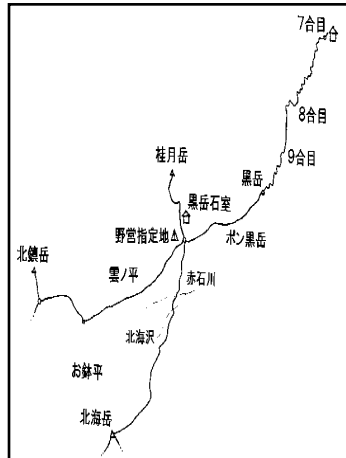 7合目
8合目
9合目
桂月岳
黒岳
黒岳石室
野営指定地
ポン黒岳
北鎮岳
雲ノ平
赤石川
北海沢
お鉢平
北海岳